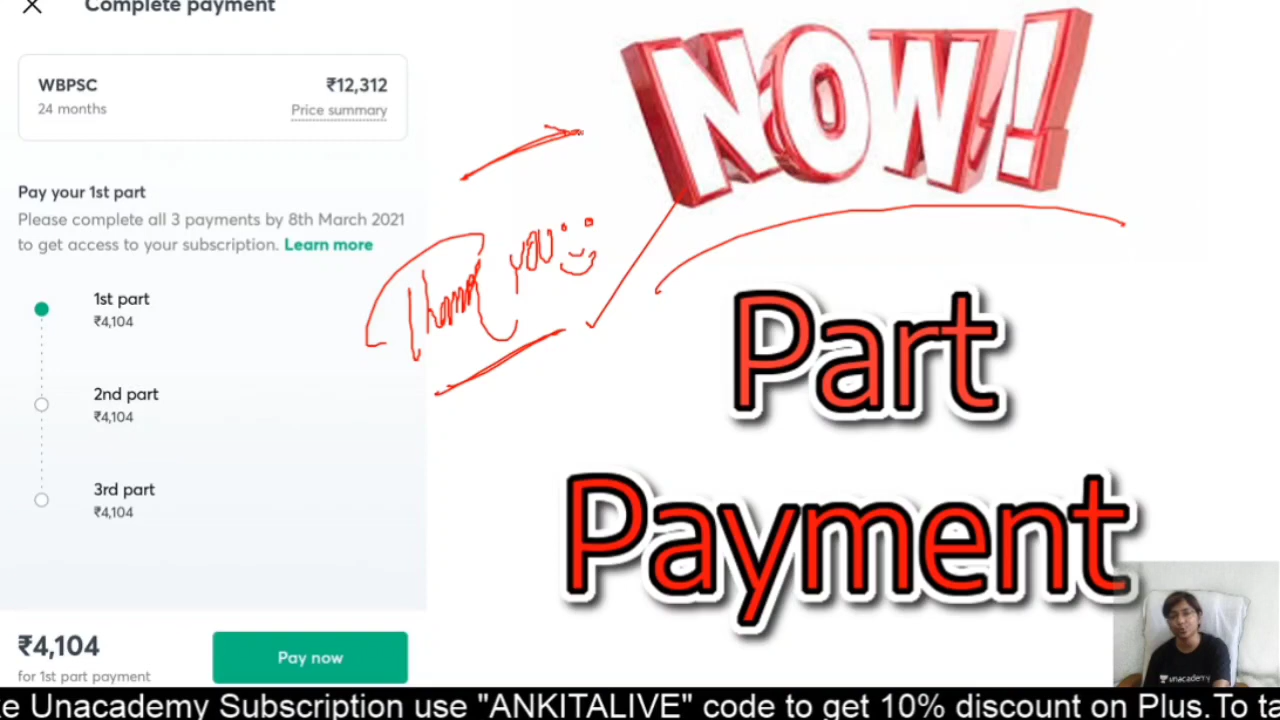 Complete payment
WBPSC
₹12,312
24 months
Price summary
Pay your 1st part
Please complete all 3 payments by 8th March 2021
to get access to your subscription. Learn more
1st part
₹4,104
2nd part
₹4,104
3rd part
₹4,104
₹4,104
for 1st part payment
Pay now
NOW!
Thank you
Part
Payment
unacademy
ke Unacademy Subscription use "ANKITALIVE" code to get 10% discount on Plus.To ta